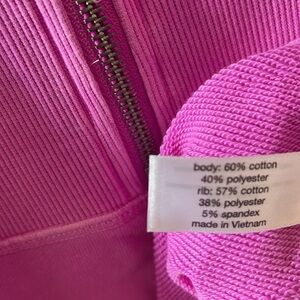 body: 60% cotton
40% polyester
rib: 57% cotton
38% polyester
5% spandex
made in Vietnam